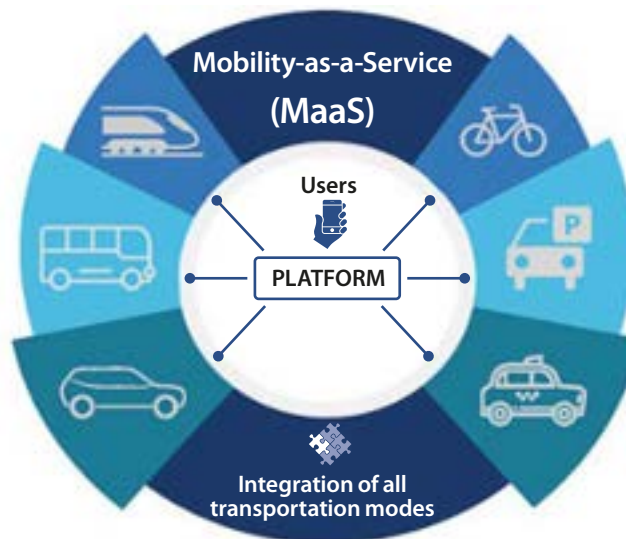 Mobility-as-a-Service
(MaaS)
Users
PLATFORM
P
Integration of all
transportation modes